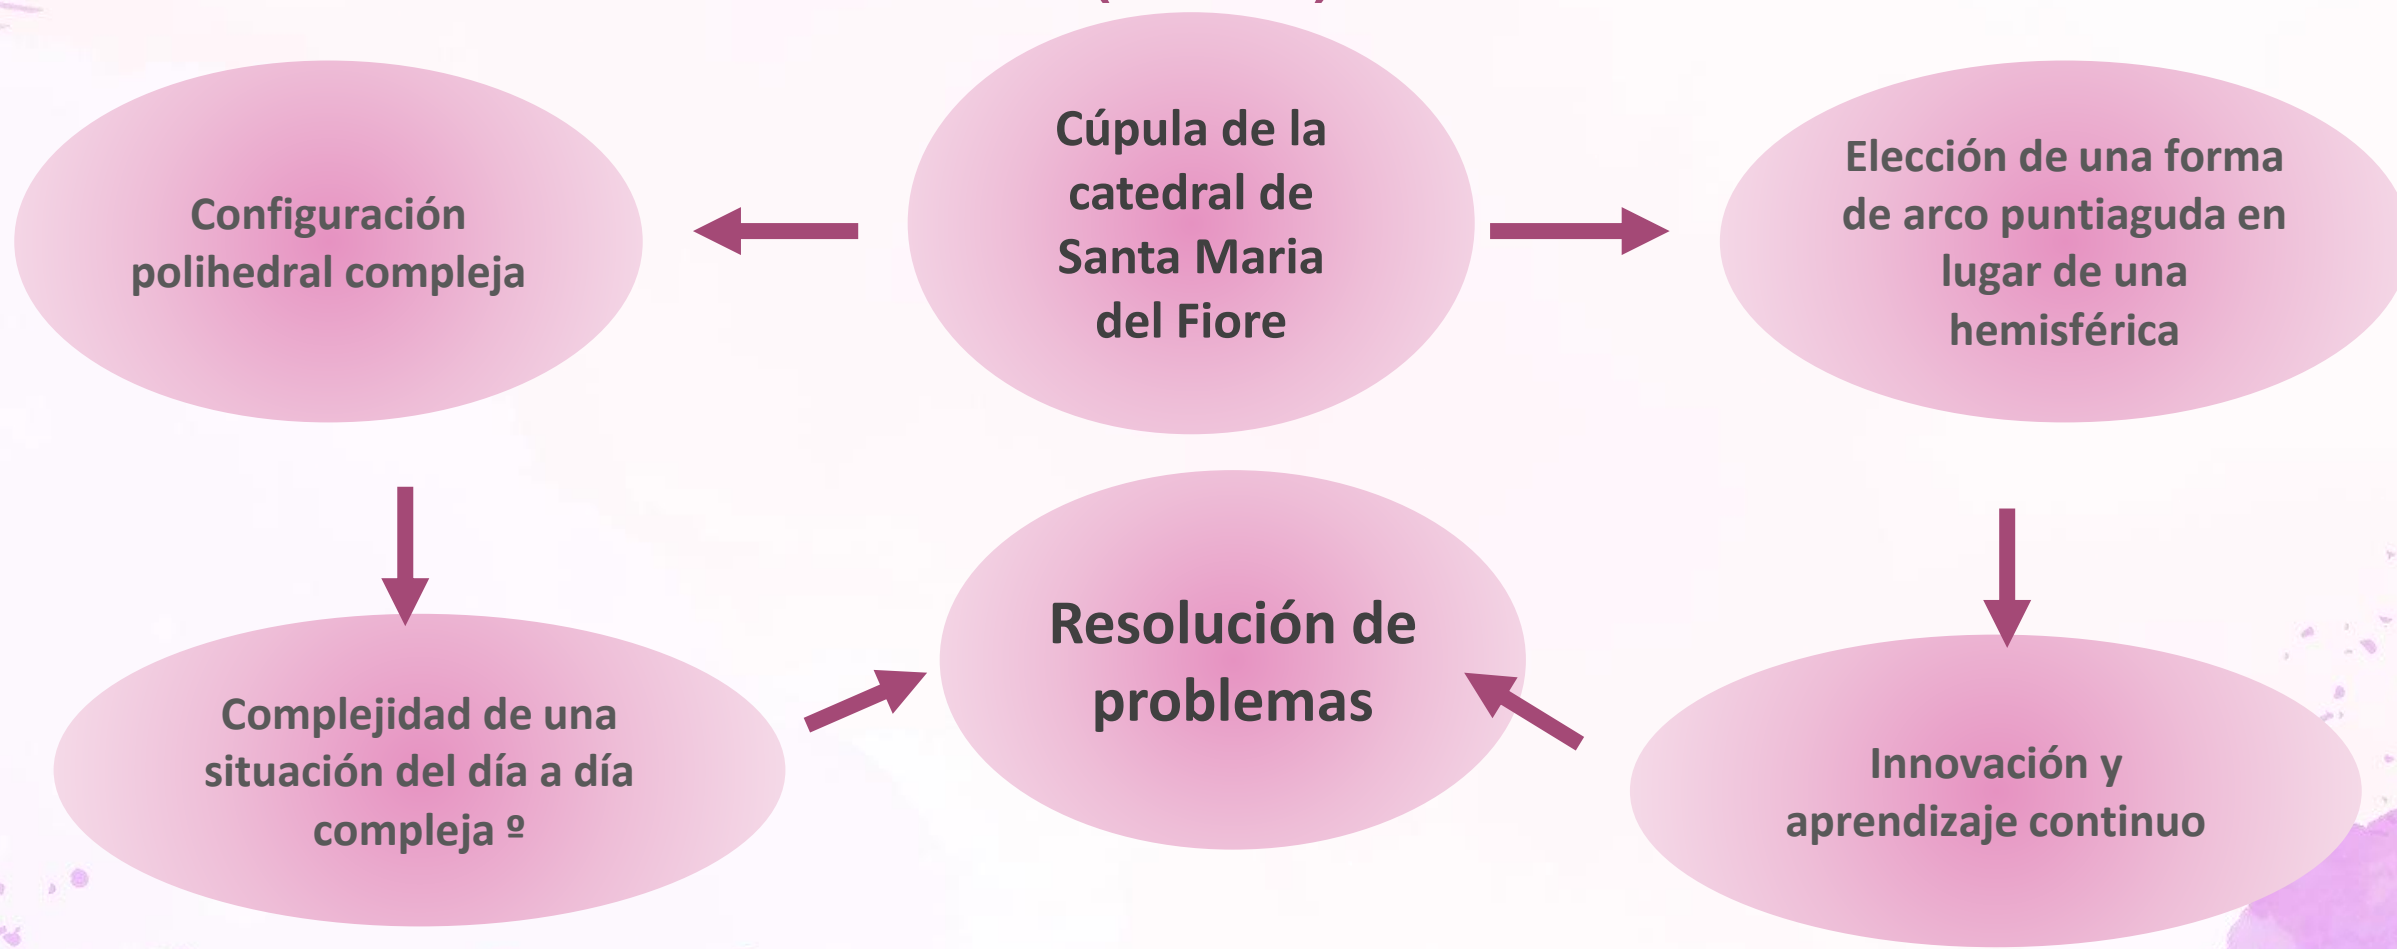 Configuración
polihedral compleja
Cúpula de la
catedral de
Santa Maria
del Fiore
Elección de una forma
de arco puntiaguda en
lugar de una
hemisférica
Complejidad de una
situación del día a día
compleja º
Resolución de
problemas
Innovación y
aprendizaje continuo